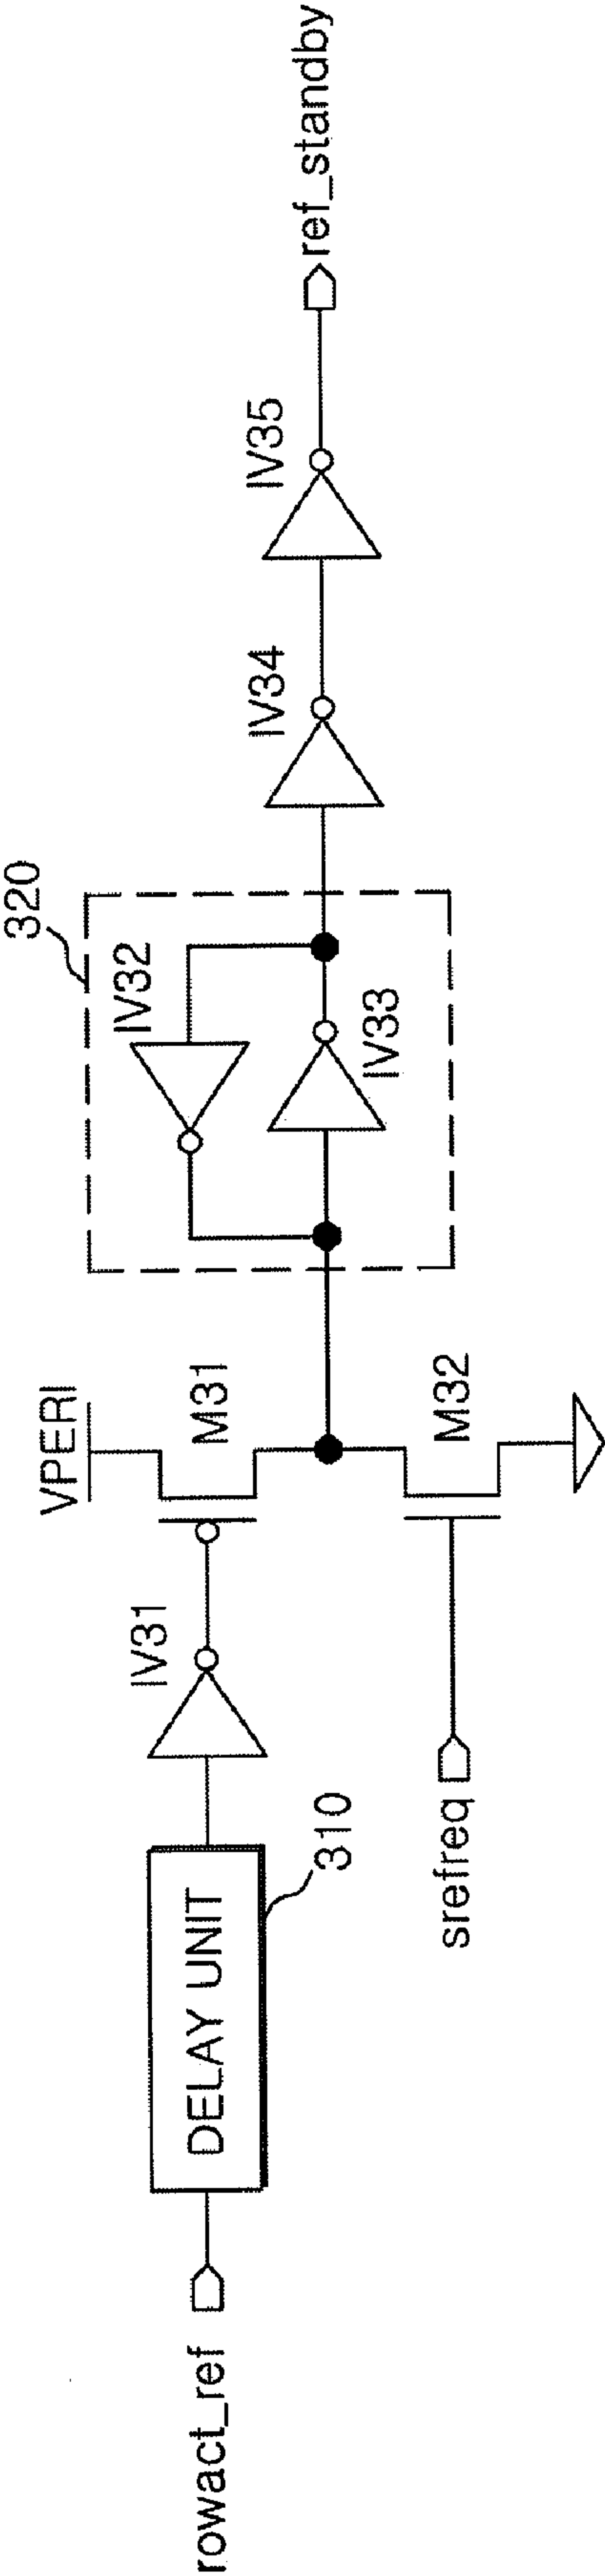 rowact_ref
DELAY UNIT
310
IV31
VPERI
M31
srefreq
M32
320
IV32
IV33
IV34
IV35
ref_standby